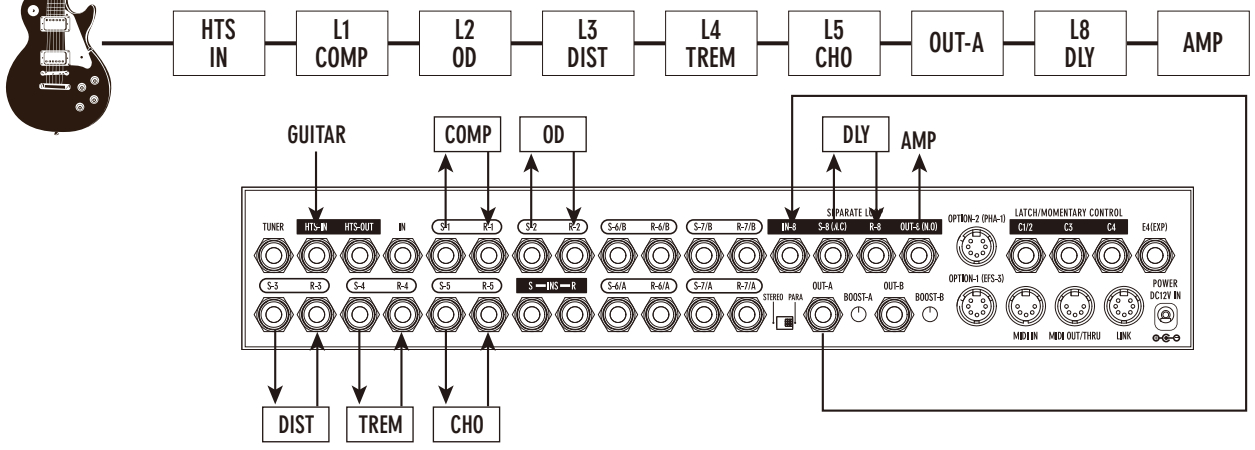 HTS
IN
L1
COMP
L2
OD
L3
DIST
L4
TREM
L5
CHO
OUT-A
L8
DLY
AMP
GUITAR
COMP
OD
DLY
AMP
SEPARATE LOOP
TUNER
HTS-IN
HTS-OUT
IN
S-1
R-1
S-2
R-2
S-6/B
R-6/B
S-7/B
R-7/B
IN-8
S-8 (N.C)
R-8
OUT-8 (N.O)
OPTION-2 (PHA-1)
LATCH/MOMENTARY CONTROL
C1/2
C3
C4
E4(EXP)
S-3
R-3
S-4
R-4
S-5
R-5
S — INS — R
S-6/A
R-6/A
S-7/A
R-7/A
STEREO
PARA
OUT-A
BOOST-A
OUT-B
BOOST-B
OPTION-1 (EFS-3)
MIDI IN
MIDI OUT/THRU
LINK
POWER
DC12V IN
DIST
TREM
CHO